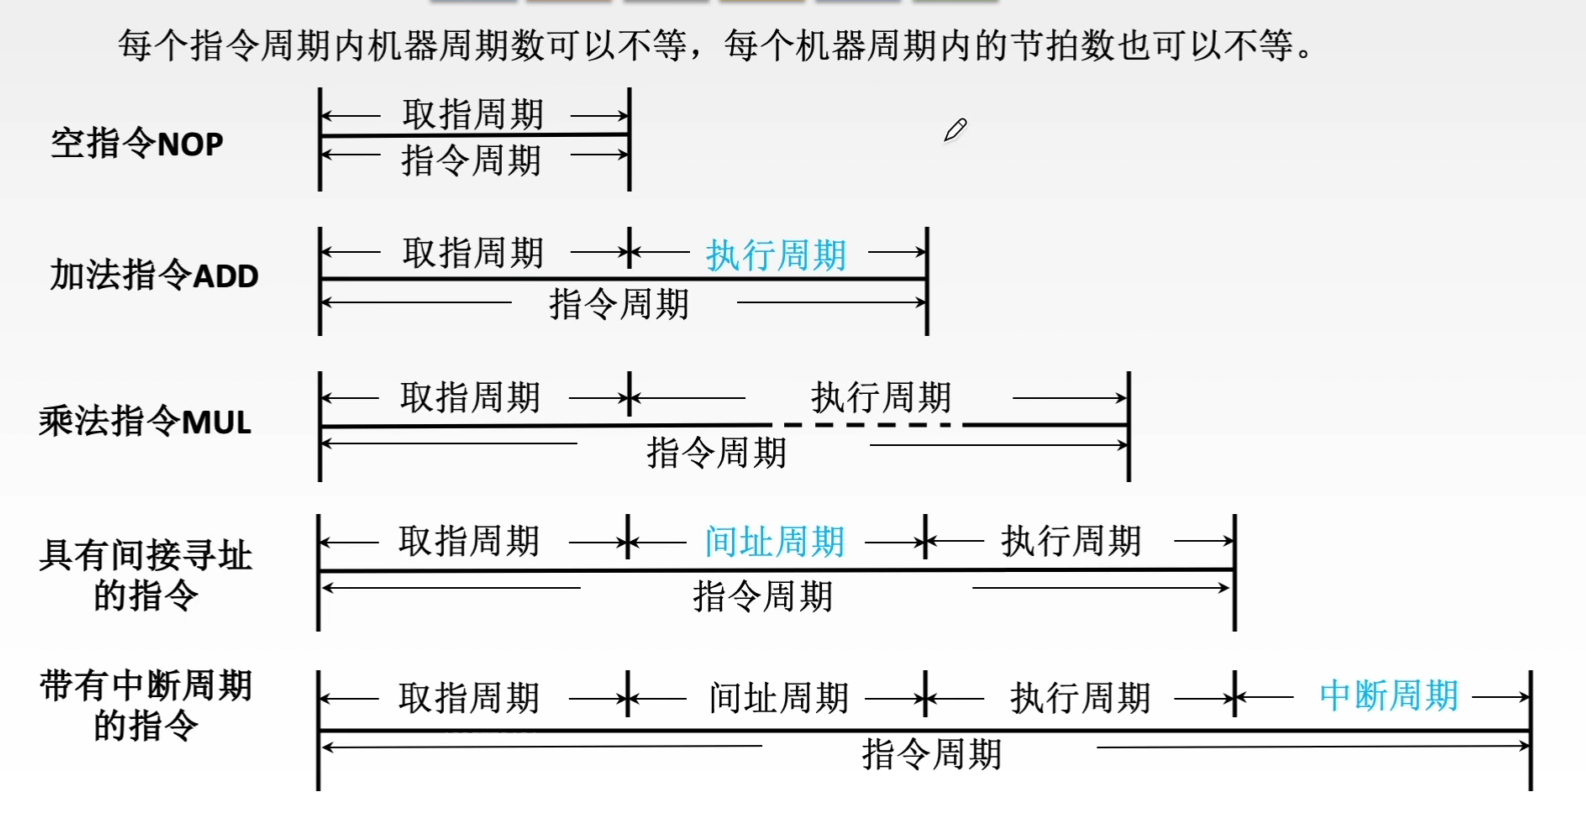 每个指令周期内机器周期数可以不等，每个机器周期内的节拍数也可以不等。
空指令NOP
取指周期
指令周期
加法指令ADD
取指周期
执行周期
指令周期
乘法指令MUL
取指周期
执行周期
指令周期
具有间接寻址
的指令
取指周期
间址周期
执行周期
指令周期
带有中断周期
的指令
取指周期
间址周期
执行周期
中断周期
指令周期